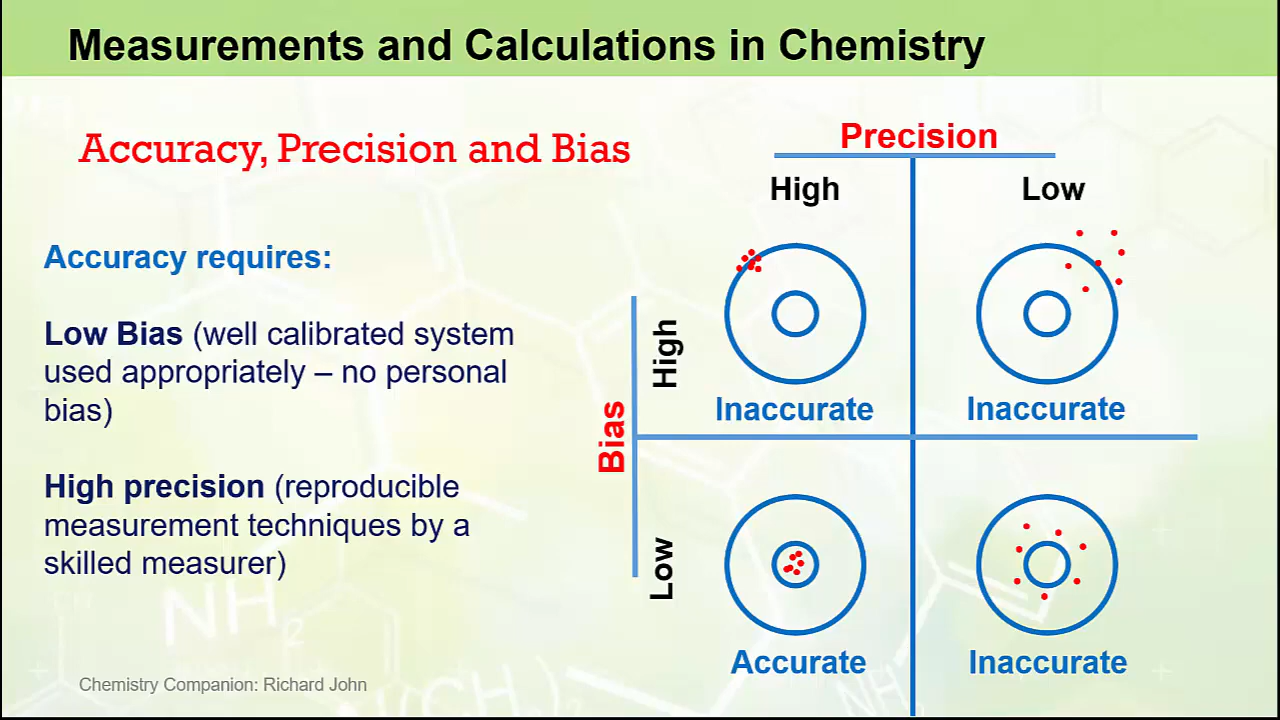 Measurements and Calculations in Chemistry
Accuracy, Precision and Bias
Accuracy requires:
Low Bias (well calibrated system
used appropriately – no personal
bias)
High precision (reproducible
measurement techniques by a
skilled measurer)
Chemistry Companion: Richard John
Precision
High
Low
Bias
High
Inaccurate
Inaccurate
Low
Accurate
Inaccurate
NH2